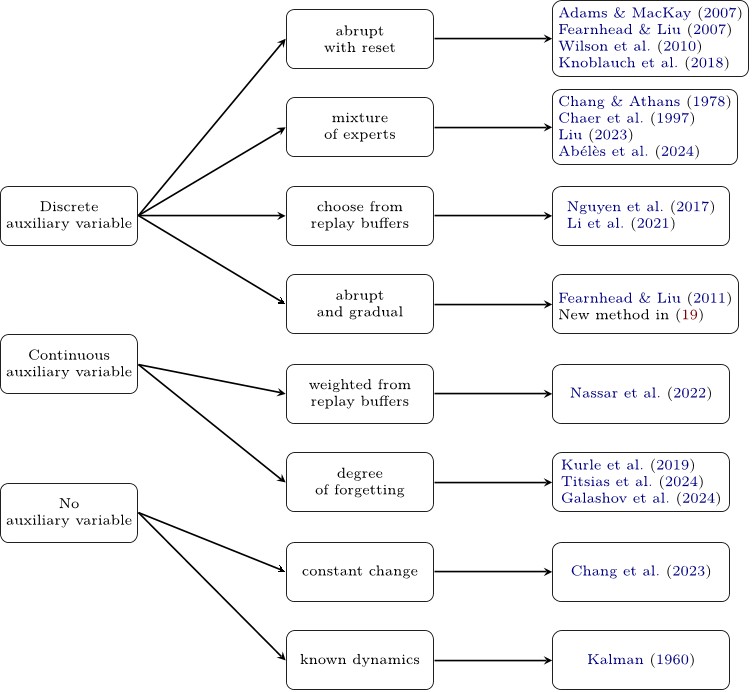 abrupt
with reset
Adams & MacKay (2007)
Fearnhead & Liu (2007)
Wilson et al. (2010)
Knoblauch et al. (2018)
mixture
of experts
Chang & Athans (1978)
Chaer et al. (1997)
Liu (2023)
Abélès et al. (2024)
Discrete
auxiliary variable
choose from
replay buffers
Nguyen et al. (2017)
Li et al. (2021)
abrupt
and gradual
Fearnhead & Liu (2011)
New method in (19)
Continuous
auxiliary variable
weighted from
replay buffers
Nassar et al. (2022)
degree
of forgetting
Kurle et al. (2019)
Titsias et al. (2024)
Galashov et al. (2024)
No
auxiliary variable
constant change
Chang et al. (2023)
known dynamics
Kalman (1960)